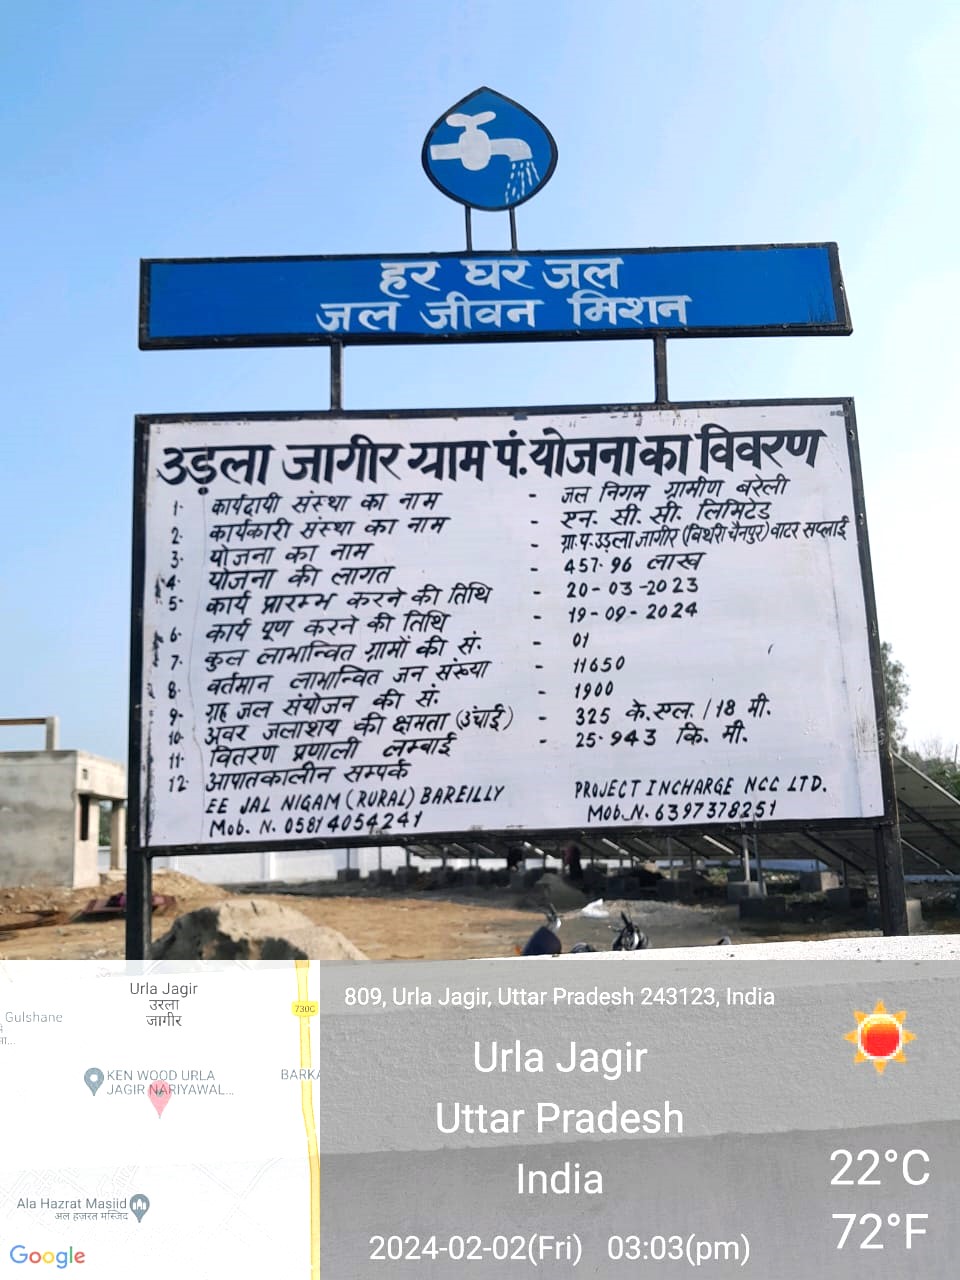 हर घर जल
जल जीवन मिशन
उड़ला जागीर ग्राम पं. योजना का विवरण
1. कार्यदायी संस्था का नाम - जल निगम ग्रामीण बरेली
2. कार्यकारी संस्था का नाम - एन. सी. सी. लिमिटेड
3. योजना का नाम - ग्रा.प. उड़ला जागीर (बिथरी चैनपुर) वाटर सप्लाई
4. योजना की लागत - 457.96 लाख
5. कार्य प्रारम्भ करने की तिथि - 20-03-2023
6. कार्य पूण करने की तिथि - 19-09-2024
7. कुल लाभान्वित ग्रामों की सं. - 01
8. वर्तमान लाभान्वित जन संख्या - 11650
9. ग्रह जल संयोजन की सं. - 1900
10. अवर जलाशय की क्षमता (उंचाई) - 325 के.एल. / 18 मी.
11. वितरण प्रणाली लम्बाई - 25.943 कि. मी.
12. आपातकालीन सम्पर्क
EE JAL NIGAM (RURAL) BAREILLY PROJECT INCHARGE NCC LTD.
Mob. N. 05814054241 MOB. N. 6397378251
Urla Jagir
उरला
जागीर
730C
Gulshane
KEN WOOD URLA
JAGIR NARIYAWAL...
BARKA
Ala Hazrat Masjid
अल हज़रत मस्जिद
Google
809, Urla Jagir, Uttar Pradesh 243123, India
Urla Jagir
Uttar Pradesh
India
22°C
72°F
2024-02-02(Fri) 03:03(pm)